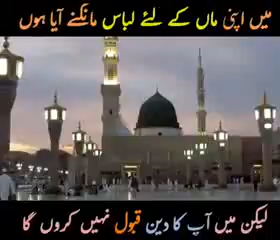 میں اپنی ماں کے لئے لباس مانگنے آیا ہوں
لیکن میں آپ کا دین قبول نہیں کروں گا